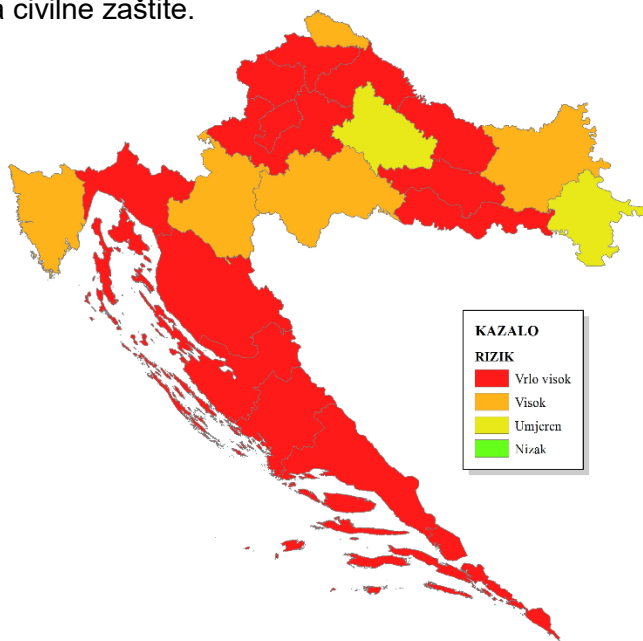 a civilne zaštite.
KAZALO
RIZIK
Vrlo visok
Visok
Umjeren
Nizak